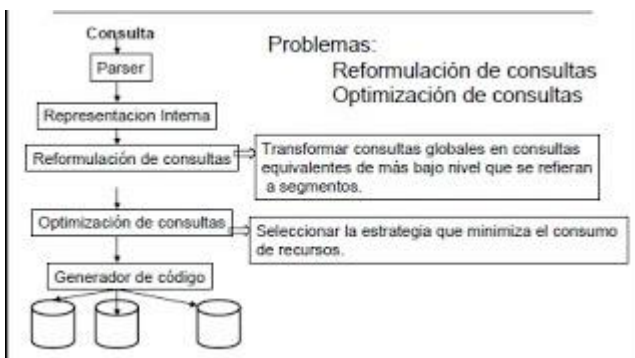 Consulta
Parser
Representacion Interna
Reformulación de consultas
Optimización de consultas
Generador de código
Problemas:
Reformulación de consultas
Optimización de consultas
Transformar consultas globales en consultas
equivalentes de más bajo nivel que se refieran
a segmentos.
Seleccionar la estrategia que minimiza el consumo
de recursos.